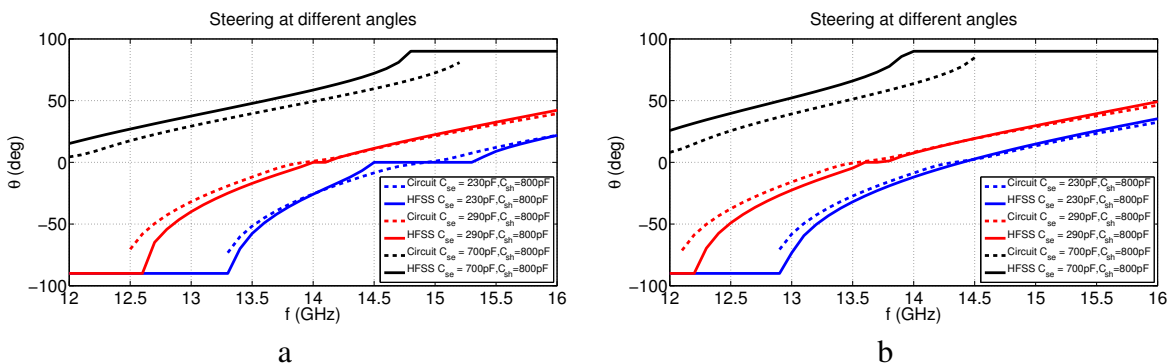 Steering at different angles
100
50
0
−50
−100
θ (deg)
Circuit C_se = 230pF,C_sh=800pF
HFSS C_se = 230pF,C_sh=800pF
Circuit C_se = 290pF,C_sh=800pF
HFSS C_se = 290pF,C_sh=800pF
Circuit C_se = 700pF,C_sh=800pF
HFSS C_se = 700pF,C_sh=800pF
12 12.5 13 13.5 14 14.5 15 15.5 16
f (GHz)
a
Steering at different angles
100
50
0
−50
−100
θ (deg)
Circuit C_se = 230pF,C_sh=800pF
HFSS C_se = 230pF,C_sh=800pF
Circuit C_se = 290pF,C_sh=800pF
HFSS C_se = 290pF,C_sh=800pF
Circuit C_se = 700pF,C_sh=800pF
HFSS C_se = 700pF,C_sh=800pF
12 12.5 13 13.5 14 14.5 15 15.5 16
f (GHz)
b